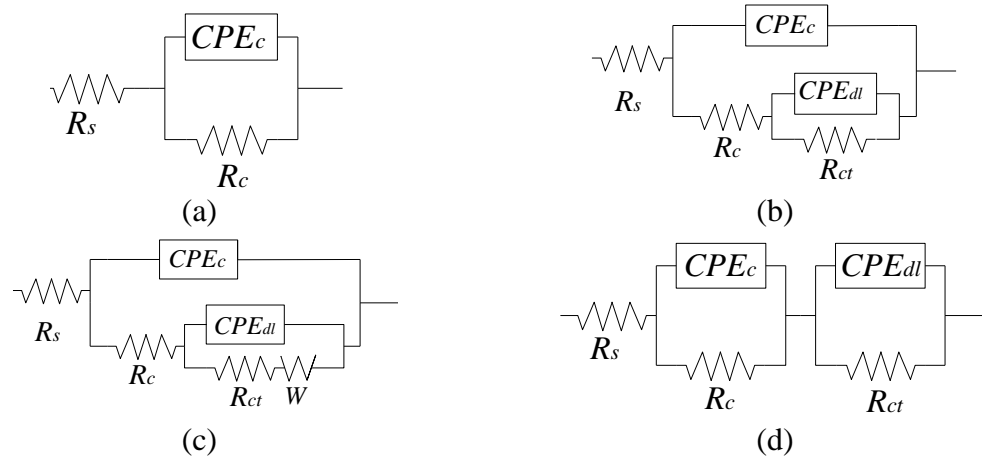 CPEc
Rs
Rc
(a)
CPEc
Rs
CPEdl
Rc
Rct
(b)
CPEc
Rs
CPEdl
Rc
Rct
W
(c)
CPEc
CPEdl
Rs
Rc
Rct
(d)